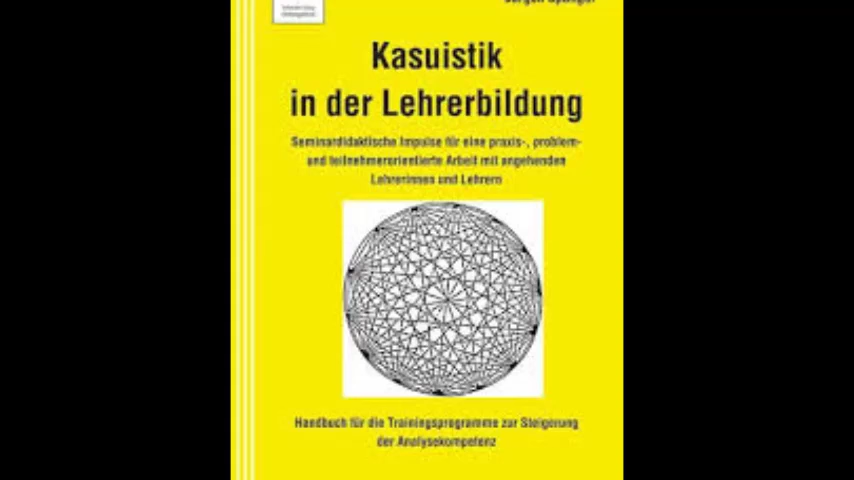 Kasuistik
in der Lehrerbildung
Seminardidaktische Impulse für eine praxis-, problem-
und teilnehmerorientierte Arbeit mit angehenden
Lehrerinnen und Lehrern
Handbuch für die Trainingsprogramme zur Steigerung
der Analysekompetenz